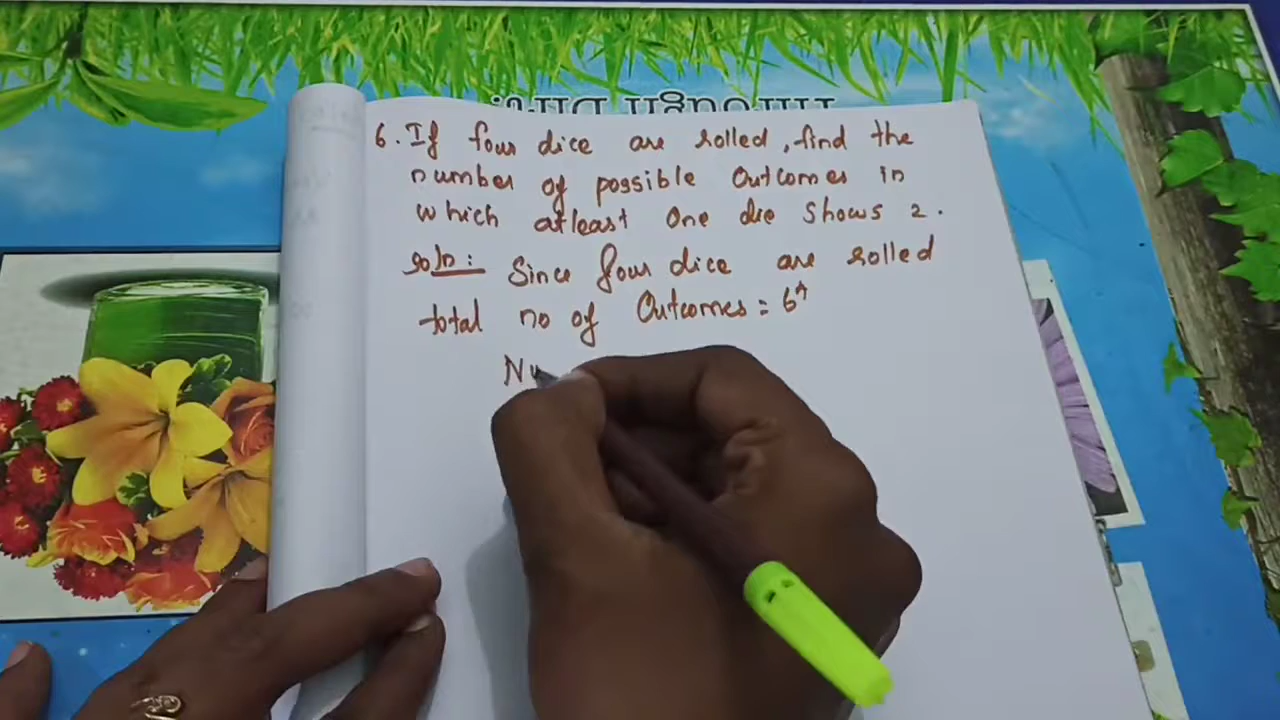 6. If four dice are rolled, find the
number of possible Outcomes in
which atleast One die shows 2.
Soln: Since four dice are rolled
total no of Outcomes = 6⁴
Nu